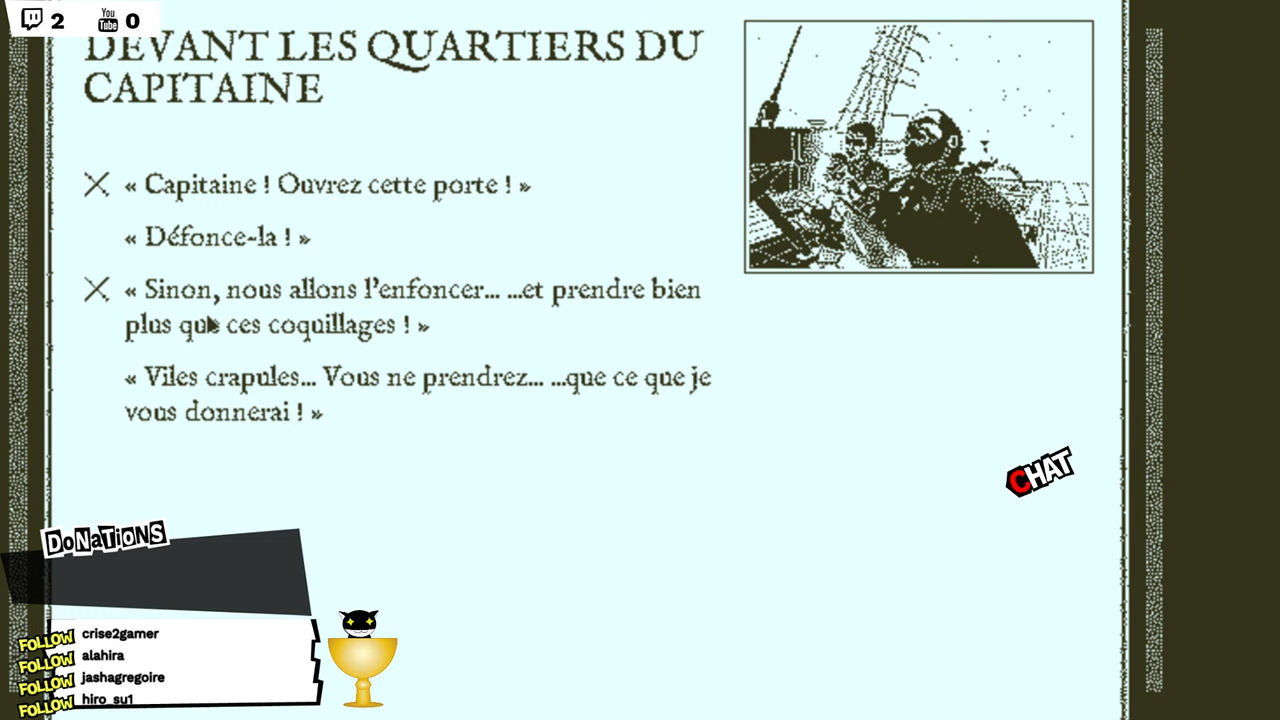 2
You Tube 0
DEVANT LES QUARTIERS DU
CAPITAINE
« Capitaine ! Ouvrez cette porte ! »
« Défonce-la ! »
« Sinon, nous allons l'enfoncer... ...et prendre bien
plus que ces coquillages ! »
« Viles crapules... Vous ne prendrez... ...que ce que je
vous donnerai ! »
CHAT
DoNaTiONS
FOLLOW crise2gamer
FOLLOW alahira
FOLLOW jashagregoire
FOLLOW hiro_su1